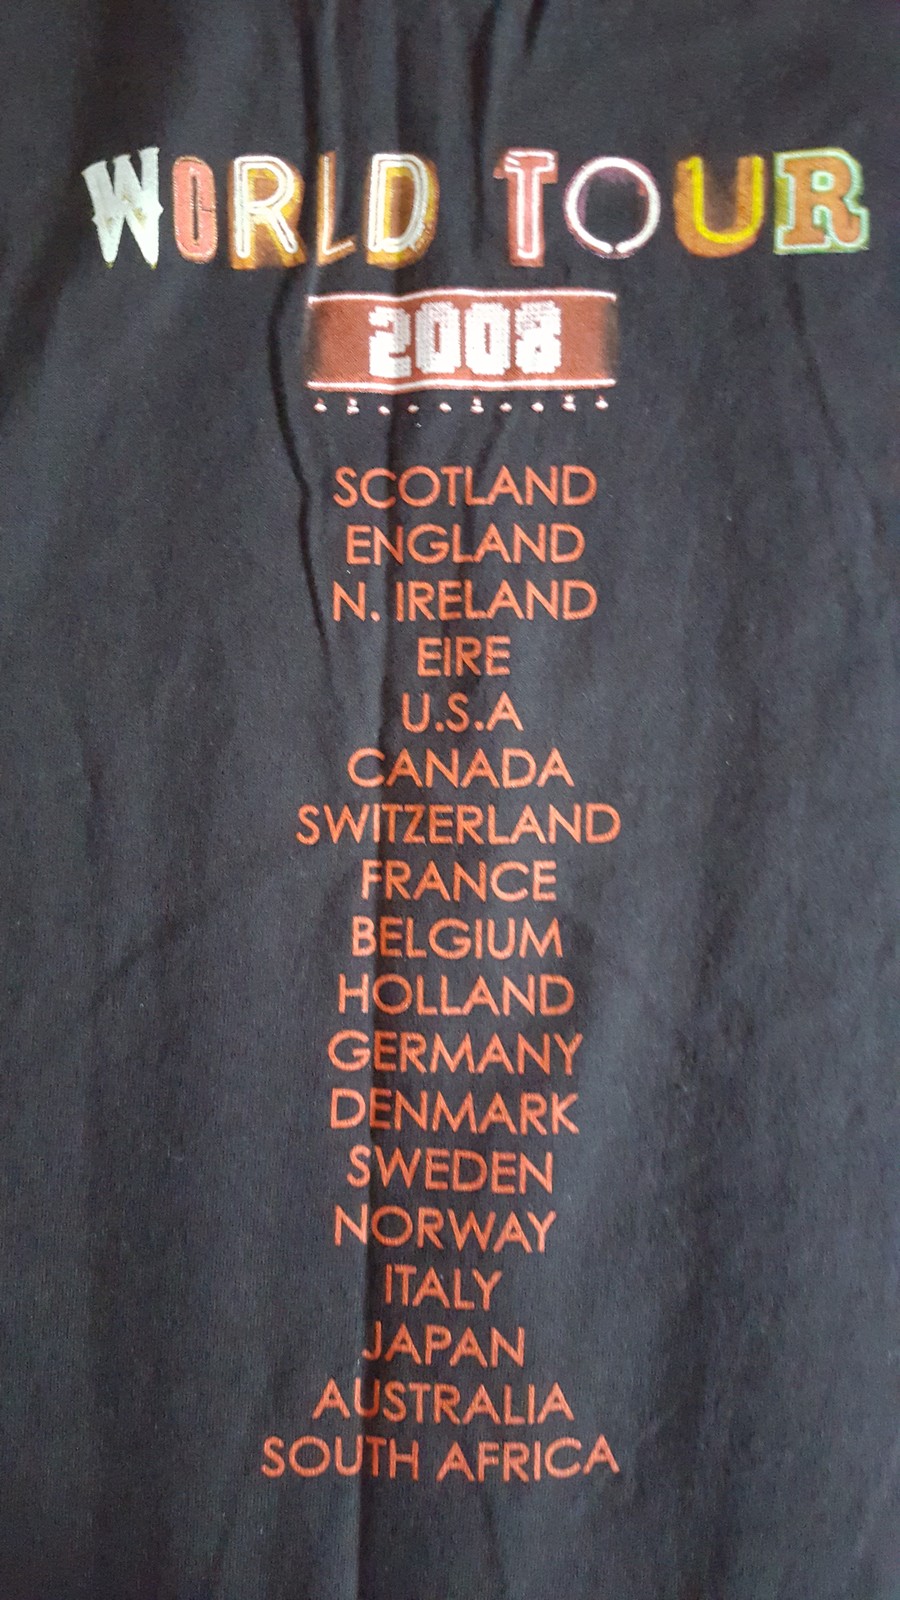 WORLD TOUR
2008
SCOTLAND
ENGLAND
N. IRELAND
EIRE
U.S.A
CANADA
SWITZERLAND
FRANCE
BELGIUM
HOLLAND
GERMANY
DENMARK
SWEDEN
NORWAY
ITALY
JAPAN
AUSTRALIA
SOUTH AFRICA